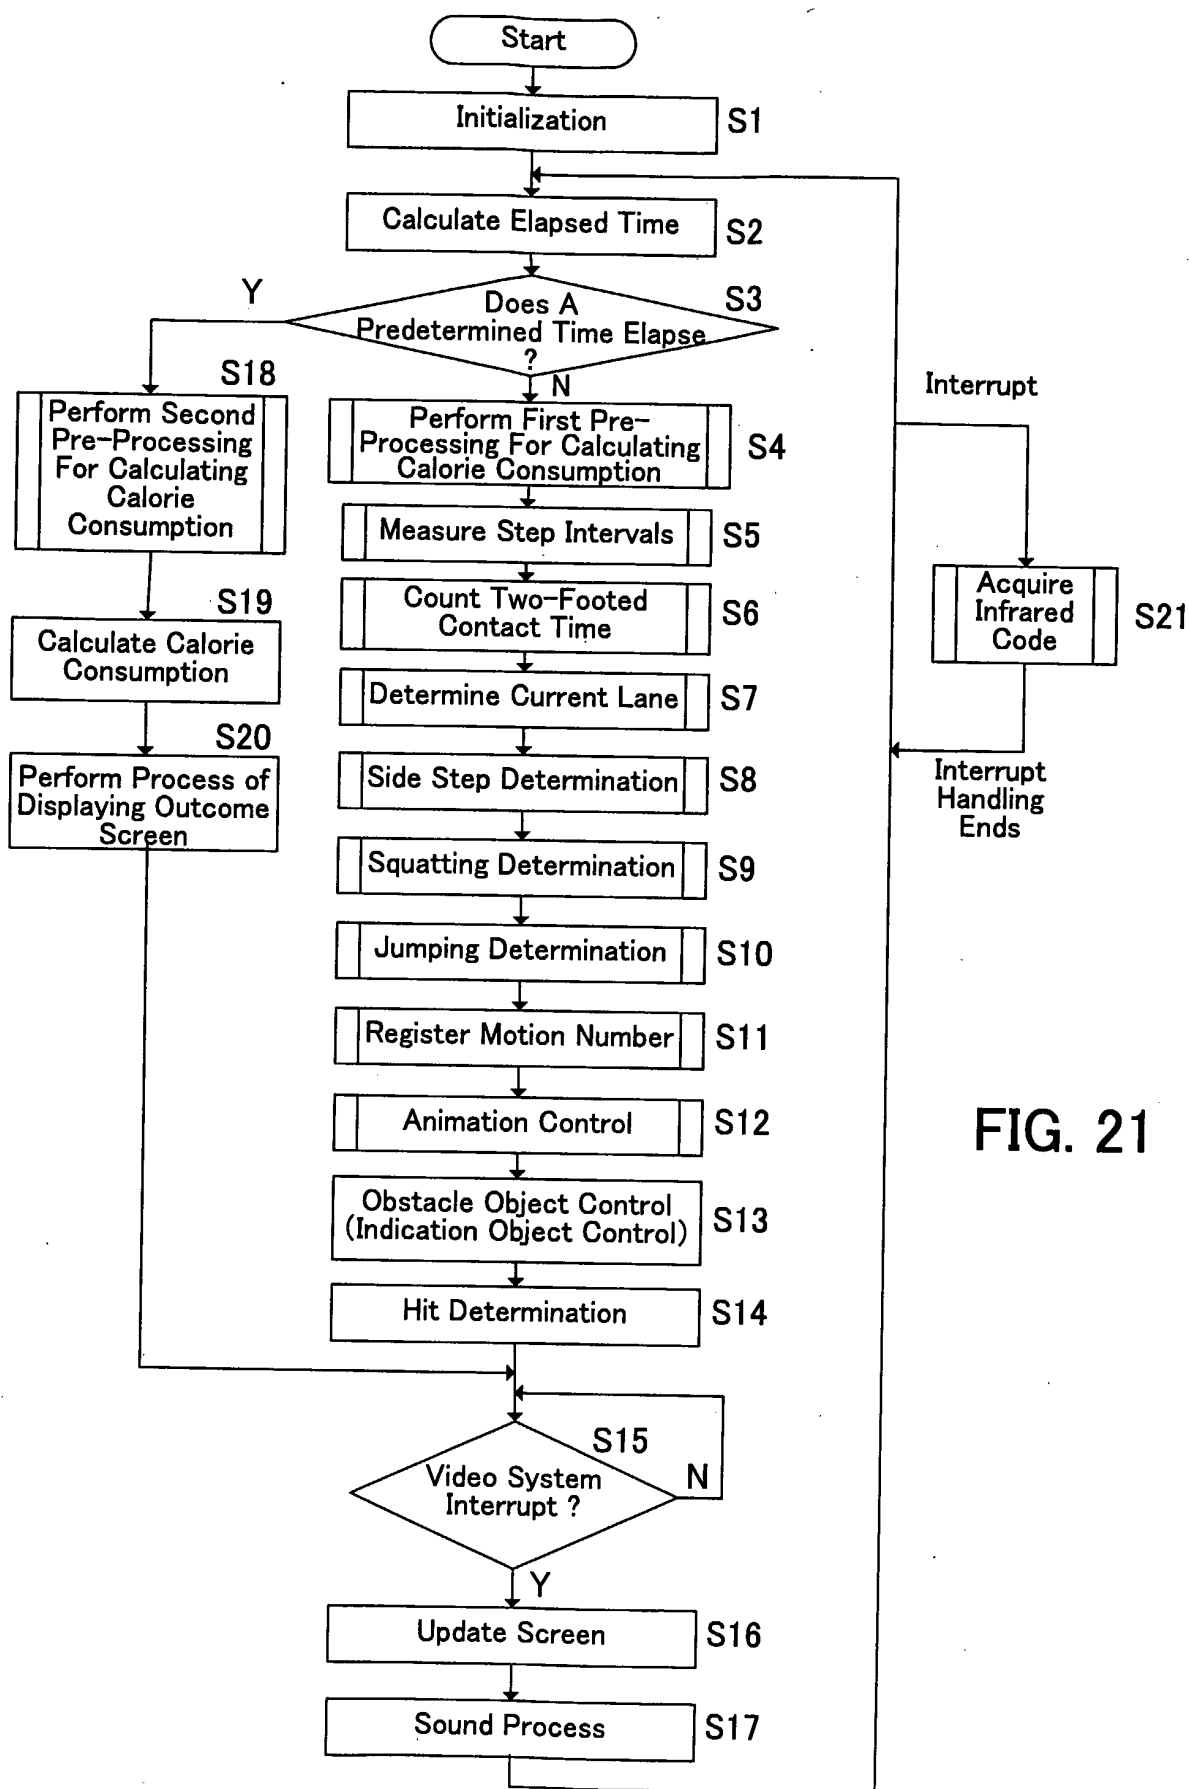 Start
Initialization
S1
Calculate Elapsed Time
S2
Does A
Predetermined Time Elapse
?
S3
Y
N
S18
Perform Second
Pre-Processing
For Calculating
Calorie
Consumption
Perform First Pre-
Processing For Calculating
Calorie Consumption
S4
Interrupt
Measure Step Intervals
S5
S19
Calculate Calorie
Consumption
Count Two-Footed
Contact Time
S6
Acquire
Infrared
Code
S21
Determine Current Lane
S7
S20
Perform Process of
Displaying Outcome
Screen
Side Step Determination
S8
Interrupt
Handling
Ends
Squatting Determination
S9
Jumping Determination
S10
Register Motion Number
S11
Animation Control
S12
FIG. 21
Obstacle Object Control
(Indication Object Control)
S13
Hit Determination
S14
S15
Video System
Interrupt ?
N
Y
Update Screen
S16
Sound Process
S17